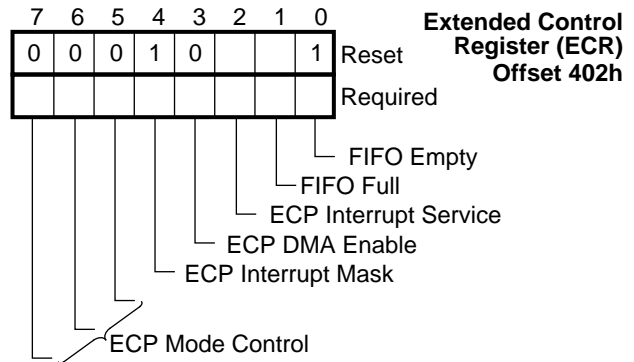 7 6 5 4 3 2 1 0
Extended Control
Register (ECR)
Offset 402h
0 0 0 1 0 1 Reset
Required
FIFO Empty
FIFO Full
ECP Interrupt Service
ECP DMA Enable
ECP Interrupt Mask
ECP Mode Control